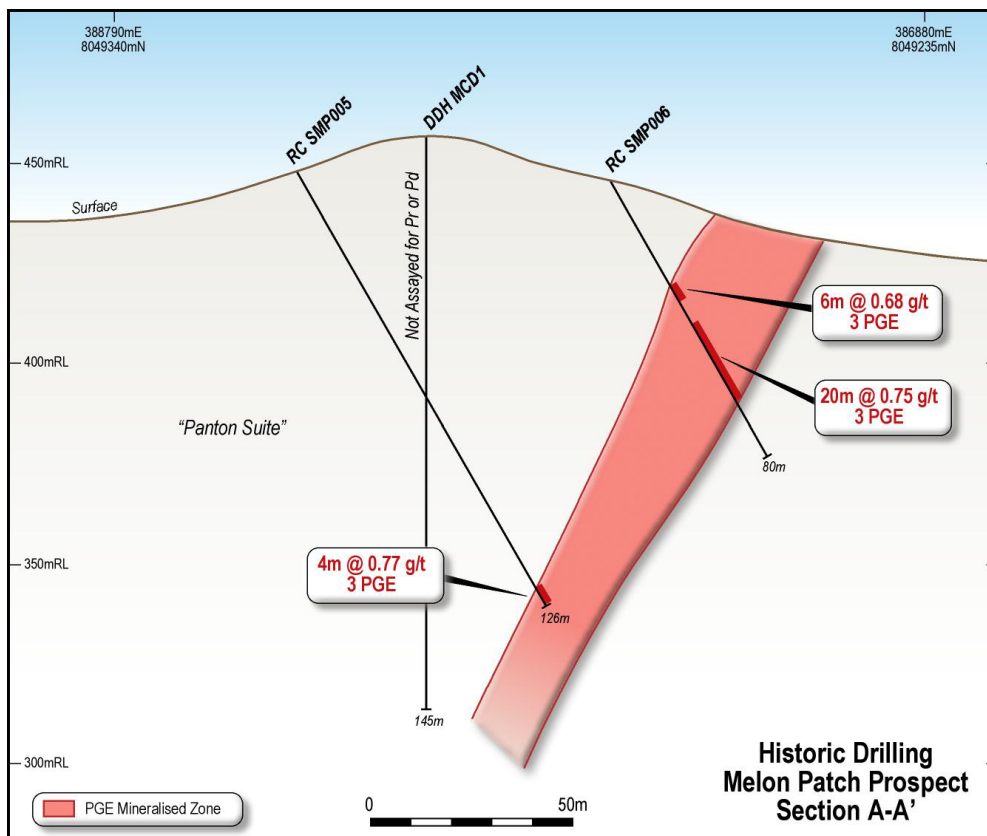 388790mE
8049340mN
386880mE
8049235mN
RC SMP005
DDH MCD1
RC SMP006
450mRL
Surface
Not Assayed for Pr or Pd
6m @ 0.68 g/t
3 PGE
400mRL
20m @ 0.75 g/t
3 PGE
"Panton Suite"
80m
350mRL
4m @ 0.77 g/t
3 PGE
126m
145m
300mRL
Historic Drilling
Melon Patch Prospect
Section A-A'
PGE Mineralised Zone
0
50m